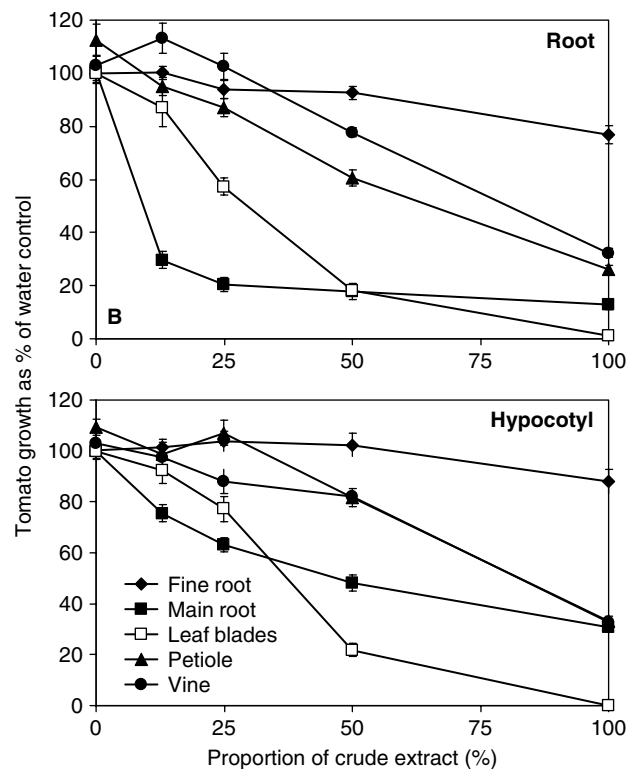 Tomato growth as % of water control
120
100
80
60
40
20
0
Root
B
0 25 50 75 100
120
100
80
60
40
20
0
Hypocotyl
Fine root
Main root
Leaf blades
Petiole
Vine
0 25 50 75 100
Proportion of crude extract (%)